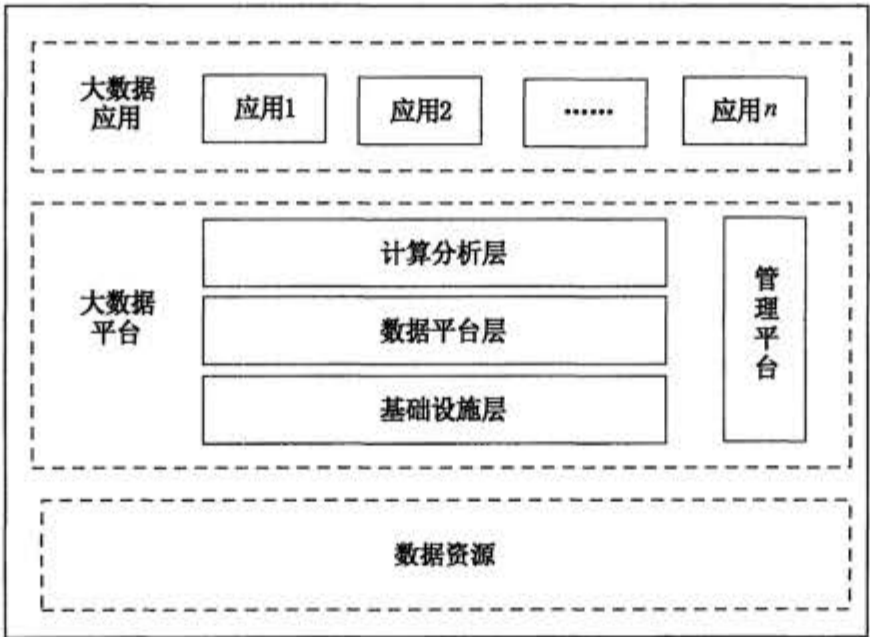 大数据
应用
应用1
应用2
……
应用n
大数据
平台
计算分析层
数据平台层
基础设施层
管理平台
数据资源